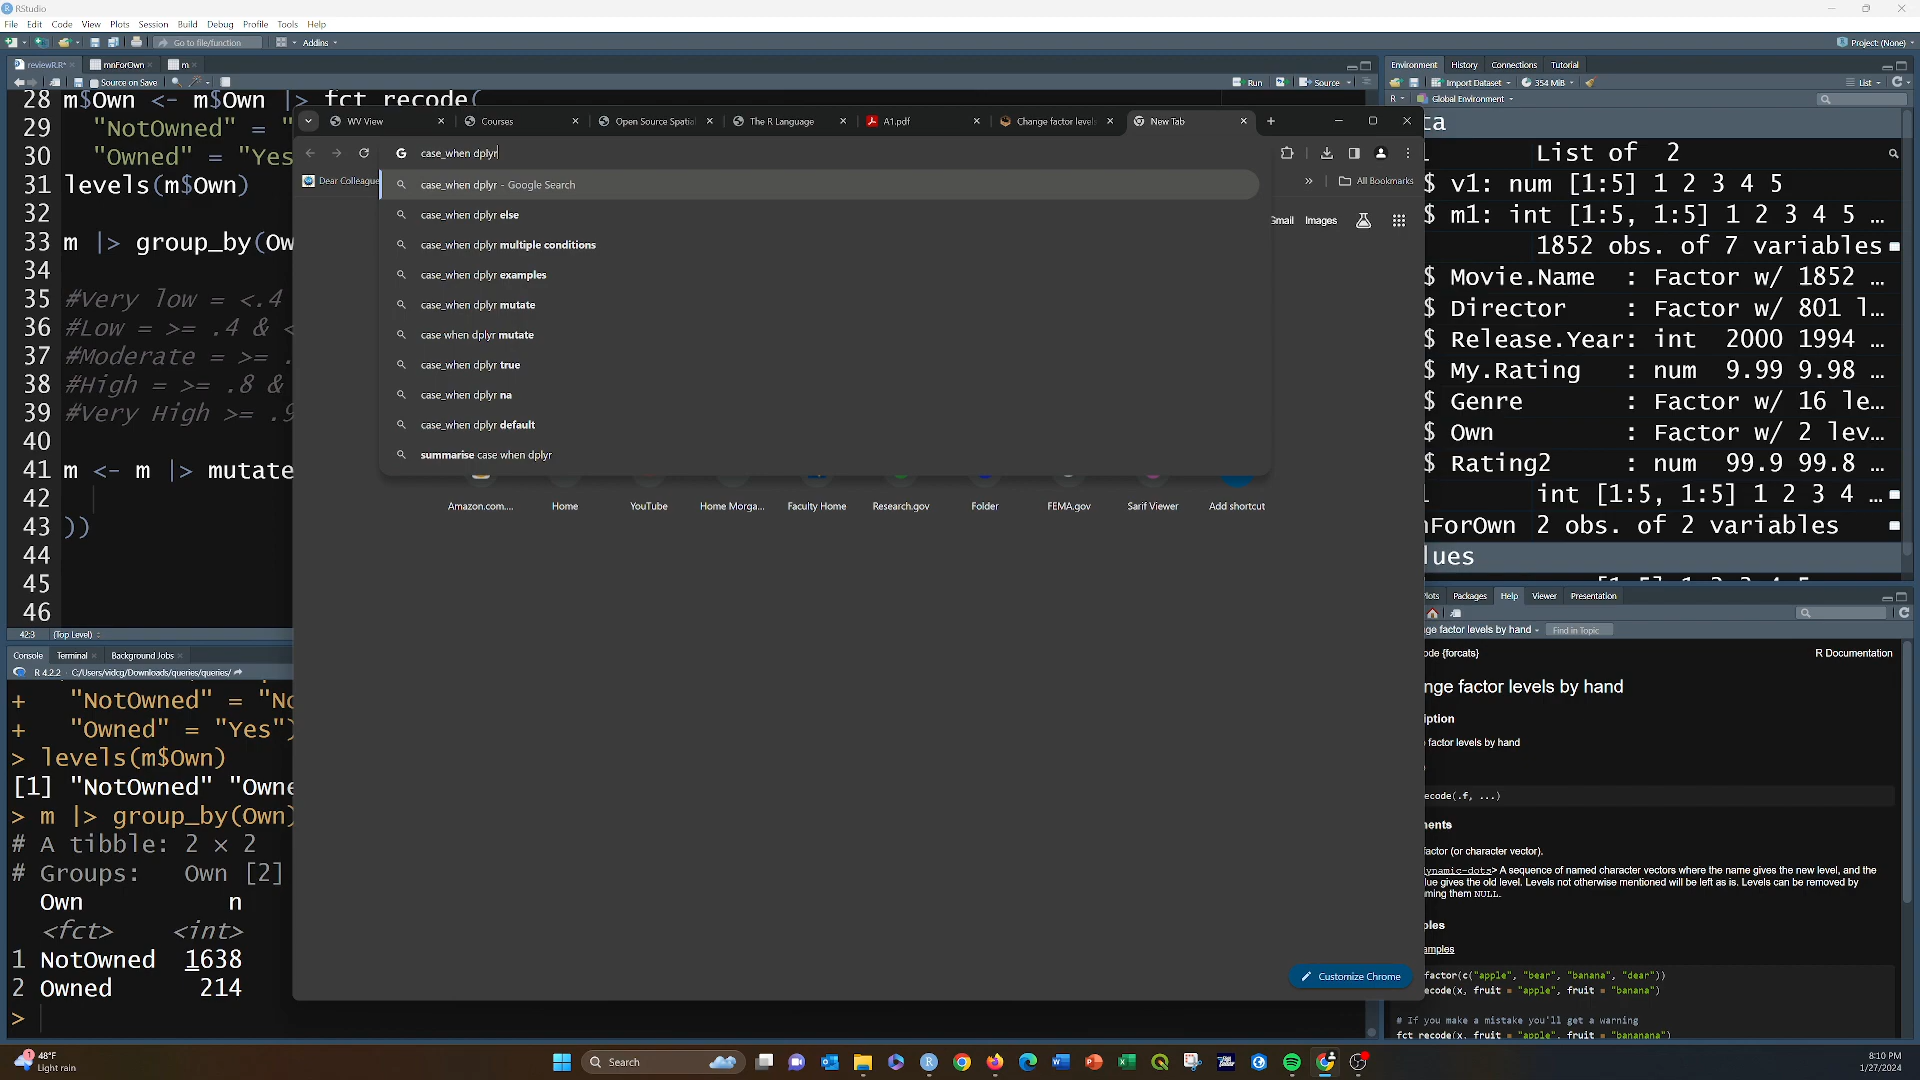 RStudio
File Edit Code View Plots Session Build Debug Profile Tools Help
Go to file/function Addins Project: (None)
reviewR.R* mnForOwn m
Source on Save Run Source
28 m$Own <- m$Own |> fct_recode(
29 "NotOwned" = "
30 "Owned" = "Yes
31 levels(m$Own)
32
33 m |> group_by(Ow
34
35 #Very low = <.4
36 #Low = >= .4 & <
37 #Moderate = >= .
38 #High = >= .8 &
39 #Very High >= .9
40
41 m <- m |> mutate
42
43 ))
44
45
46
42:3 (Top Level)
Console Terminal Background Jobs
R 4.2.2 · C:/Users/vidcg/Downloads/queries/queries/
+ "NotOwned" = "No
+ "Owned" = "Yes")
> levels(m$Own)
[1] "NotOwned" "Owne
> m |> group_by(Own)
# A tibble: 2 × 2
# Groups: Own [2]
Own n
<fct> <int>
1 NotOwned 1638
2 Owned 214
>
WV View Courses Open Source Spatial The R Language A1.pdf Change factor levels New Tab
case_when dplyr
Dear Colleague All Bookmarks
case_when dplyr - Google Search
case_when dplyr else
case_when dplyr multiple conditions
case_when dplyr examples
case_when dplyr mutate
case when dplyr mutate
case_when dplyr true
case_when dplyr na
case_when dplyr default
summarise case when dplyr
Gmail Images
Amazon.com.... Home YouTube Home Morga... Faculty Home Research.gov Folder FEMA.gov Sarif Viewer Add shortcut
Customize Chrome
Environment History Connections Tutorial
Import Dataset 354 MiB List
R Global Environment
ta
List of 2
$ v1: num [1:5] 1 2 3 4 5
$ m1: int [1:5, 1:5] 1 2 3 4 5 ...
1852 obs. of 7 variables
$ Movie.Name : Factor w/ 1852 ...
$ Director : Factor w/ 801 l...
$ Release.Year: int 2000 1994 ...
$ My.Rating : num 9.99 9.98 ...
$ Genre : Factor w/ 16 le...
$ Own : Factor w/ 2 lev...
$ Rating2 : num 99.9 99.8 ...
int [1:5, 1:5] 1 2 3 4 ...
nForOwn 2 obs. of 2 variables
lues
lots Packages Help Viewer Presentation
ge factor levels by hand Find in Topic
ode {forcats} R Documentation
nge factor levels by hand
iption
factor levels by hand
ecode(.f, ...)
ents
factor (or character vector).
ynamic-dots> A sequence of named character vectors where the name gives the new level, and the
lue gives the old level. Levels not otherwise mentioned will be left as is. Levels can be removed by
ming them NULL.
les
amples
factor(c("apple", "bear", "banana", "dear"))
ecode(x, fruit = "apple", fruit = "banana")
# If you make a mistake you'll get a warning
fct_recode(x, fruit = "apple", fruit = "bananana")
48°F
Light rain
Search
8:10 PM
1/27/2024